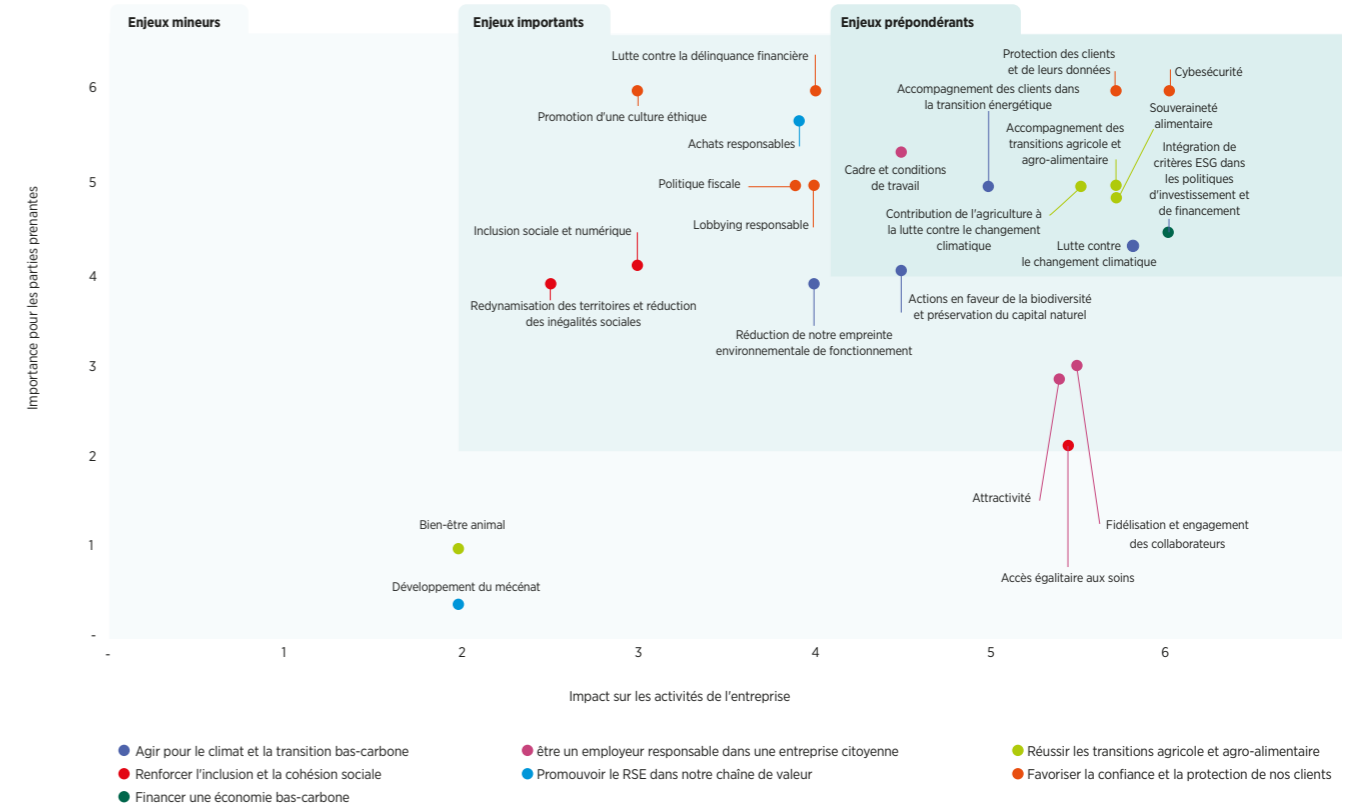 Enjeux mineurs
Enjeux importants
Enjeux prépondérants
Importance pour les parties prenantes
6
5
4
3
2
1
-
Lutte contre la délinquance financière
Promotion d'une culture éthique
Achats responsables
Politique fiscale
Lobbying responsable
Inclusion sociale et numérique
Redynamisation des territoires et réduction
des inégalités sociales
Réduction de notre empreinte
environnementale de fonctionnement
Protection des clients
et de leurs données
Cybesécurité
Accompagnement des clients dans
la transition énergétique
Souveraineté
alimentaire
Accompagnement des
transitions agricole et
agro-alimentaire
Intégration de
critères ESG dans
les politiques
d'investissement et
de financement
Cadre et conditions
de travail
Contribution de l'agriculture à
la lutte contre le changement
climatique
Lutte contre
le changement climatique
Actions en faveur de la biodiversité
et préservation du capital naturel
Attractivité
Fidélisation et engagement
des collaborateurs
Accès égalitaire aux soins
Bien-être animal
Développement du mécénat
-
1
2
3
4
5
6
Impact sur les activités de l'entreprise
Agir pour le climat et la transition bas-carbone
être un employeur responsable dans une entreprise citoyenne
Réussir les transitions agricole et agro-alimentaire
Renforcer l'inclusion et la cohésion sociale
Promouvoir le RSE dans notre chaîne de valeur
Favoriser la confiance et la protection de nos clients
Financer une économie bas-carbone